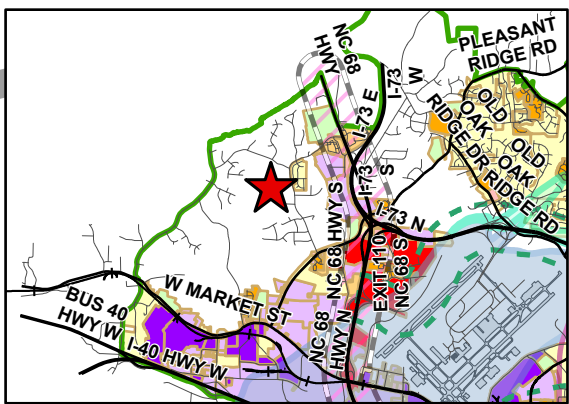 NC 68
HWY
PLEASANT
RIDGE RD
I-73
W
I-73 E
OLD
OAK
RIDGE DR
OLD
OAK
RIDGE RD
I-73
S
I-73 N
NC 68 HWY S
EXIT 110
NC 68 S
NC 68
HWY N
W MARKET ST
BUS 40
HWY W
I-40 HWY W